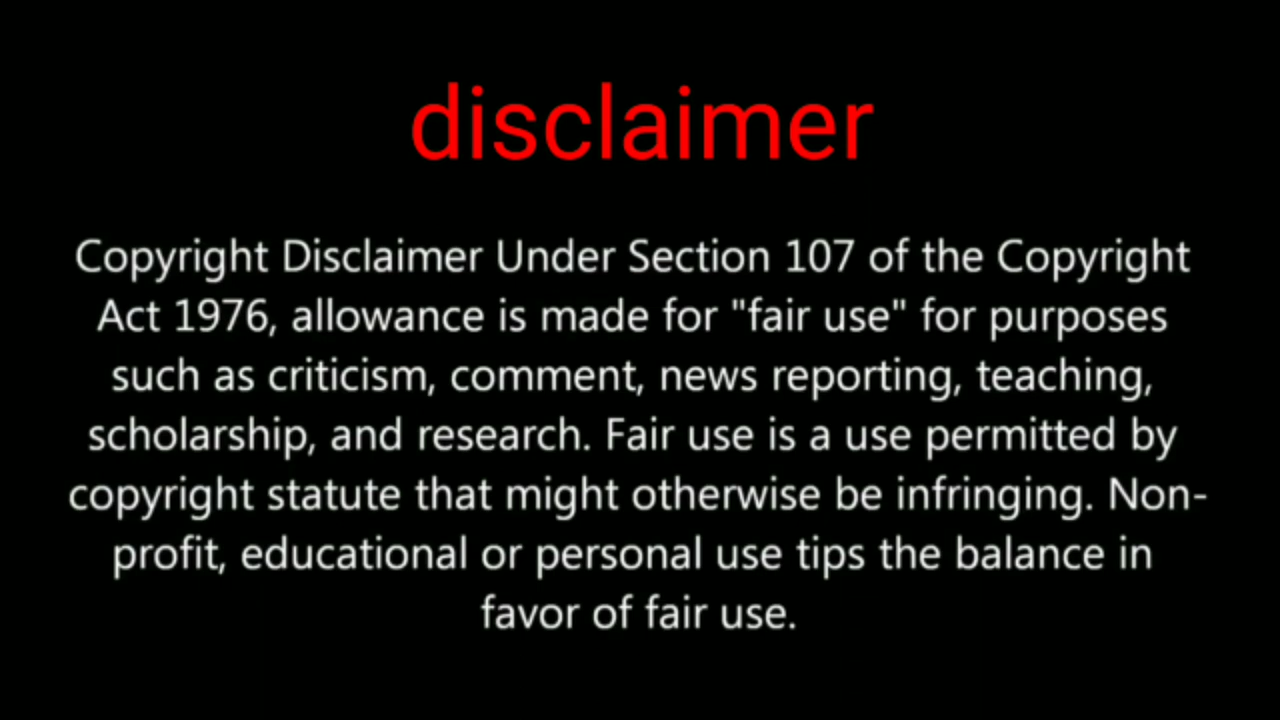 disclaimer
Copyright Disclaimer Under Section 107 of the Copyright
Act 1976, allowance is made for "fair use" for purposes
such as criticism, comment, news reporting, teaching,
scholarship, and research. Fair use is a use permitted by
copyright statute that might otherwise be infringing. Non-
profit, educational or personal use tips the balance in
favor of fair use.